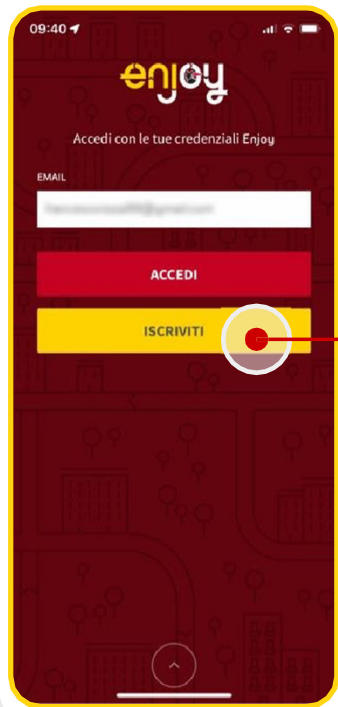 09:40
enjoy
Accedi con le tue credenziali Enjoy
EMAIL
ACCEDI
ISCRIVITI